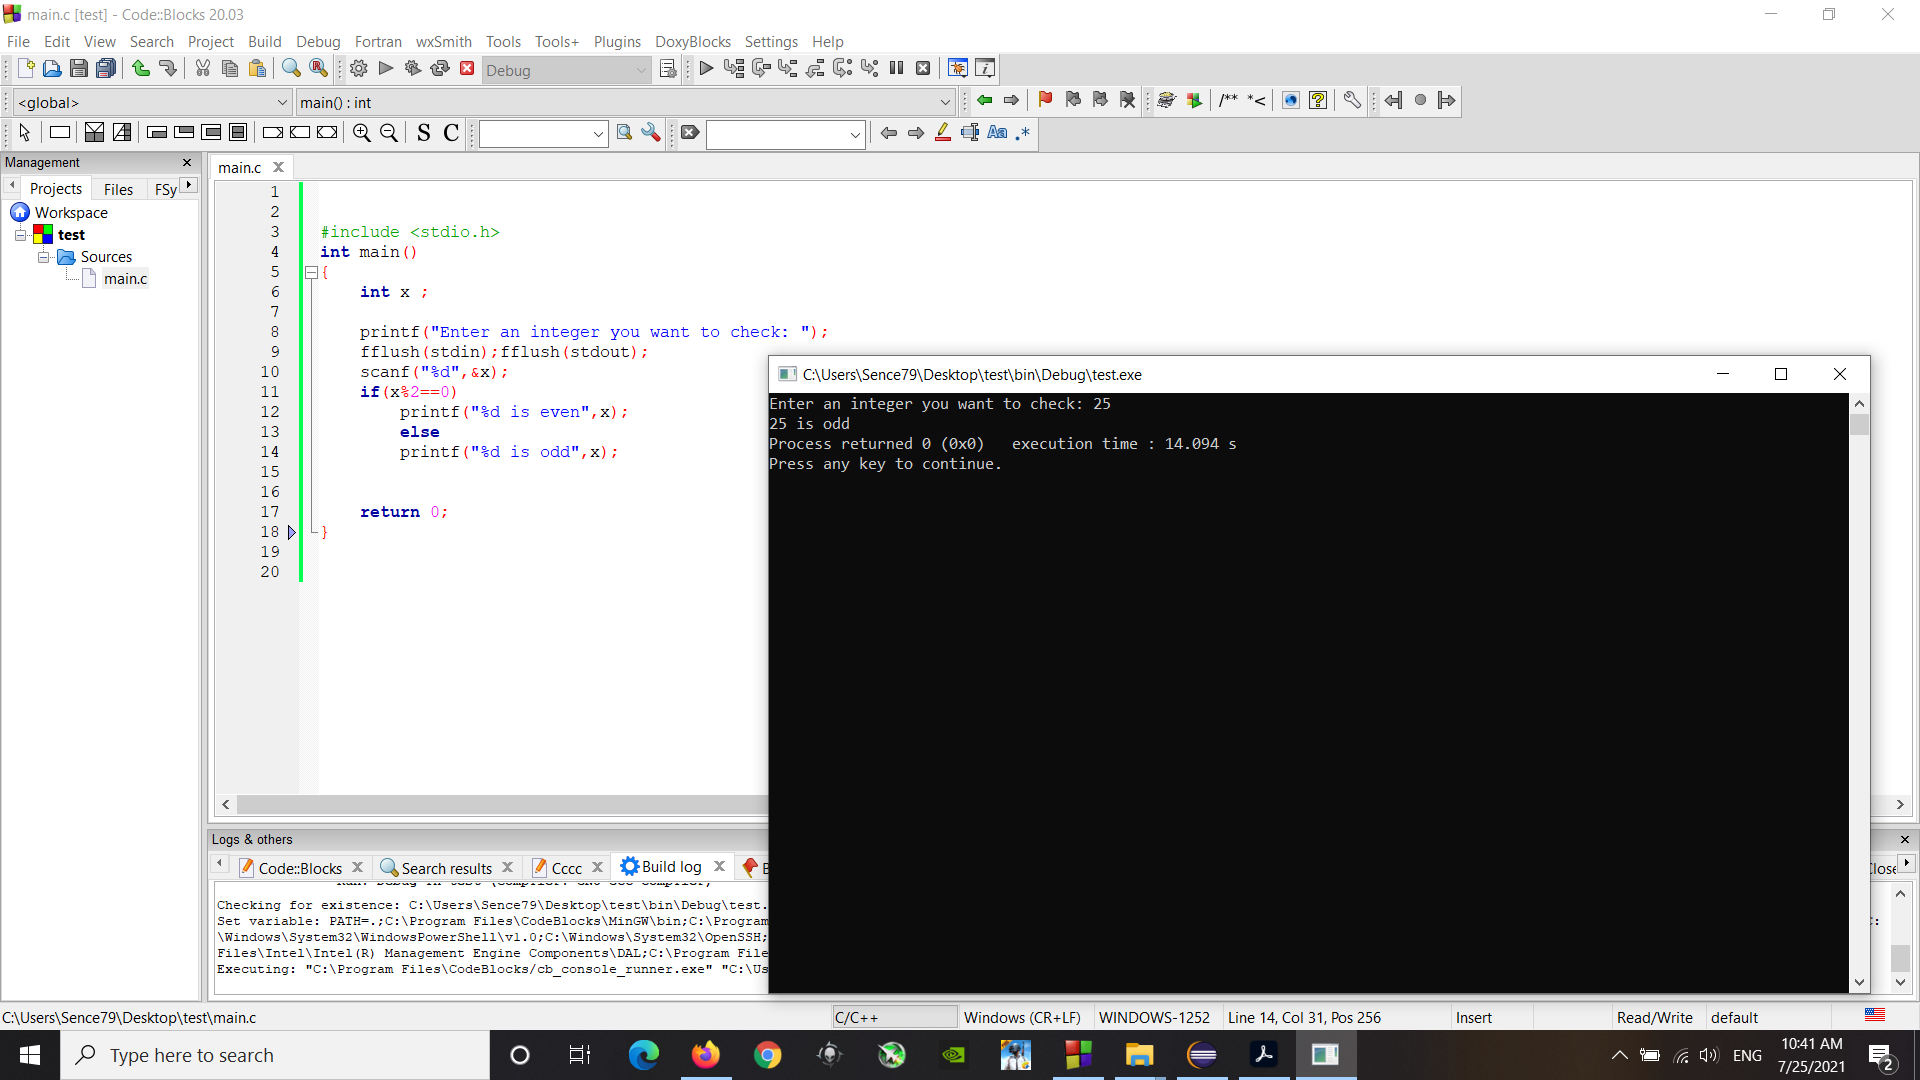 main.c [test] - Code::Blocks 20.03
File Edit View Search Project Build Debug Fortran wxSmith Tools Tools+ Plugins DoxyBlocks Settings Help
Debug
<global> main() : int
/** *<
S C Aa .*
Management
Projects Files FSy
Workspace
test
Sources
main.c
main.c
1
2
3 #include <stdio.h>
4 int main()
5 {
6 int x ;
7
8 printf("Enter an integer you want to check: ");
9 fflush(stdin);fflush(stdout);
10 scanf("%d",&x);
11 if(x%2==0)
12 printf("%d is even",x);
13 else
14 printf("%d is odd",x);
15
16
17 return 0;
18 }
19
20
C:\Users\Sence79\Desktop\test\bin\Debug\test.exe
Enter an integer you want to check: 25
25 is odd
Process returned 0 (0x0) execution time : 14.094 s
Press any key to continue.
Logs & others
Code::Blocks Search results Cccc Build log
Checking for existence: C:\Users\Sence79\Desktop\test\bin\Debug\test.
Set variable: PATH=.;C:\Program Files\CodeBlocks\MinGW\bin;C:\Program
\Windows\System32\WindowsPowerShell\v1.0;C:\Windows\System32\OpenSSH;
Files\Intel\Intel(R) Management Engine Components\DAL;C:\Program File
Executing: "C:\Program Files\CodeBlocks/cb_console_runner.exe" "C:\Us
C:\Users\Sence79\Desktop\test\main.c C/C++ Windows (CR+LF) WINDOWS-1252 Line 14, Col 31, Pos 256 Insert Read/Write default
Type here to search
ENG
10:41 AM
7/25/2021
2